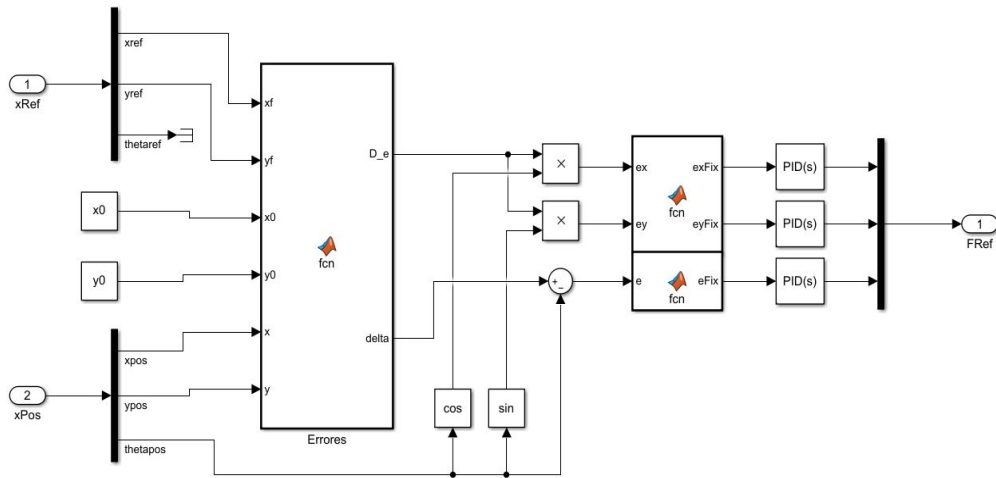 1
xRef
xref
yref
thetaref
x0
y0
2
xPos
xpos
ypos
thetapos
xf
yf
x0
y0
x
y
fcn
D_e
delta
Errores
cos
sin
×
×
+
−
ex
ey
fcn
exFix
eyFix
e
fcn
eFix
PID(s)
PID(s)
PID(s)
1
FRef